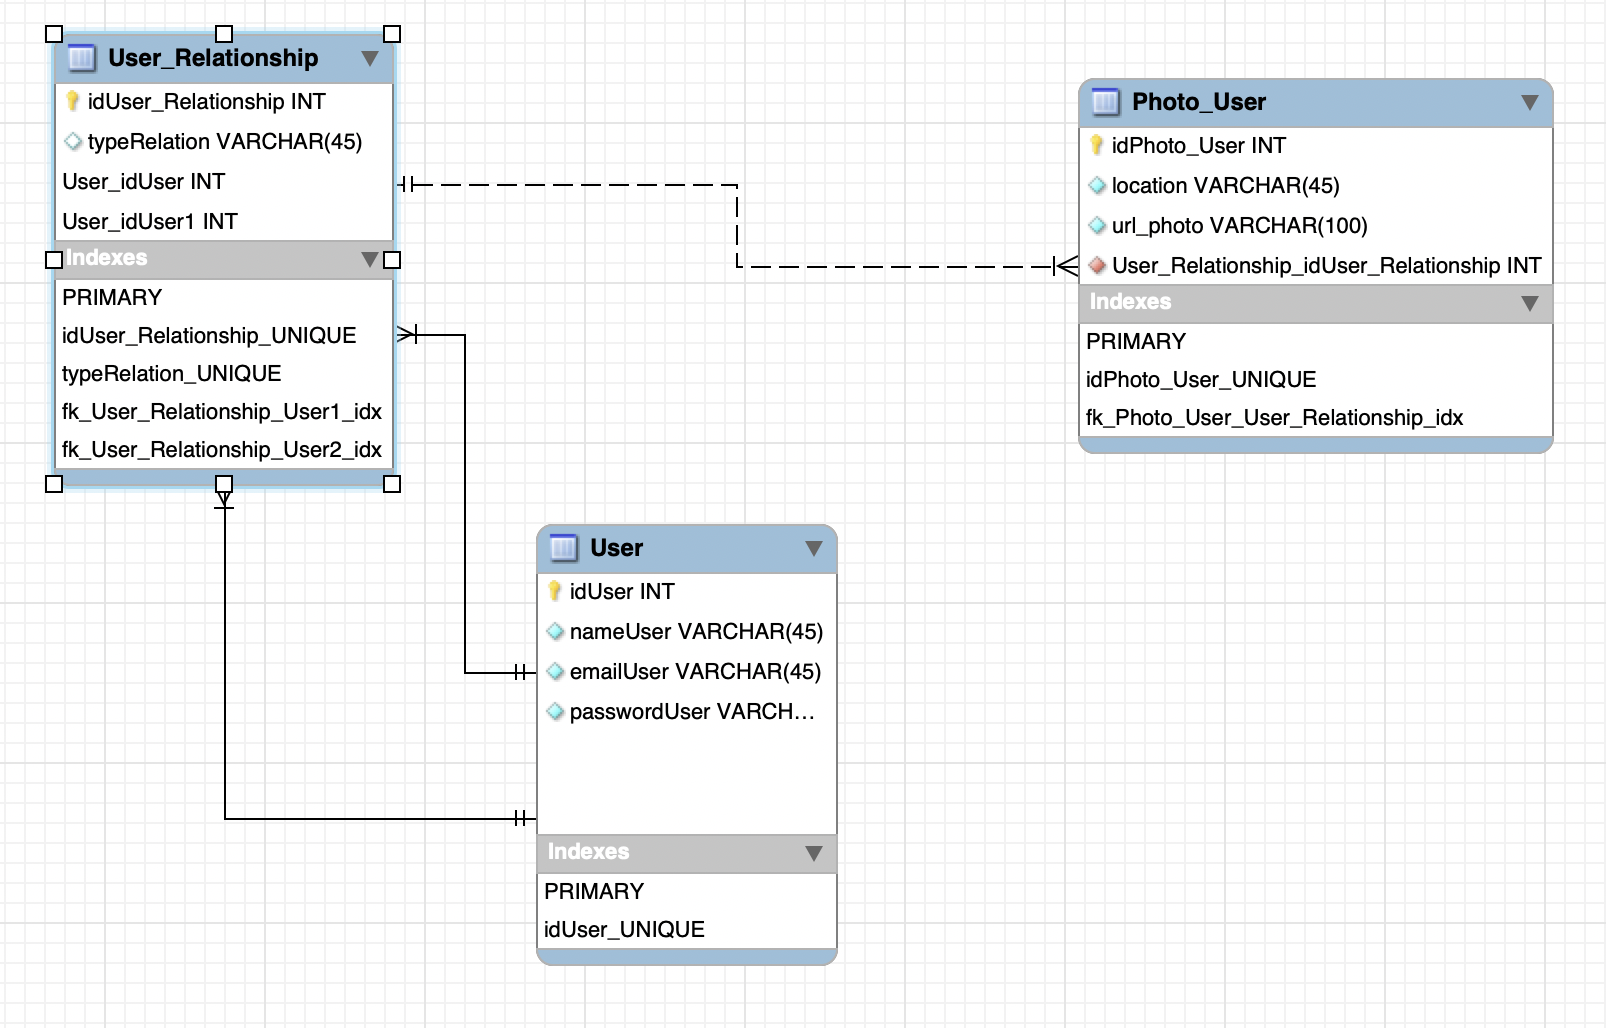 User_Relationship
idUser_Relationship INT
typeRelation VARCHAR(45)
User_idUser INT
User_idUser1 INT
Indexes
PRIMARY
idUser_Relationship_UNIQUE
typeRelation_UNIQUE
fk_User_Relationship_User1_idx
fk_User_Relationship_User2_idx
Photo_User
idPhoto_User INT
location VARCHAR(45)
url_photo VARCHAR(100)
User_Relationship_idUser_Relationship INT
Indexes
PRIMARY
idPhoto_User_UNIQUE
fk_Photo_User_User_Relationship_idx
User
idUser INT
nameUser VARCHAR(45)
emailUser VARCHAR(45)
passwordUser VARCH...
Indexes
PRIMARY
idUser_UNIQUE